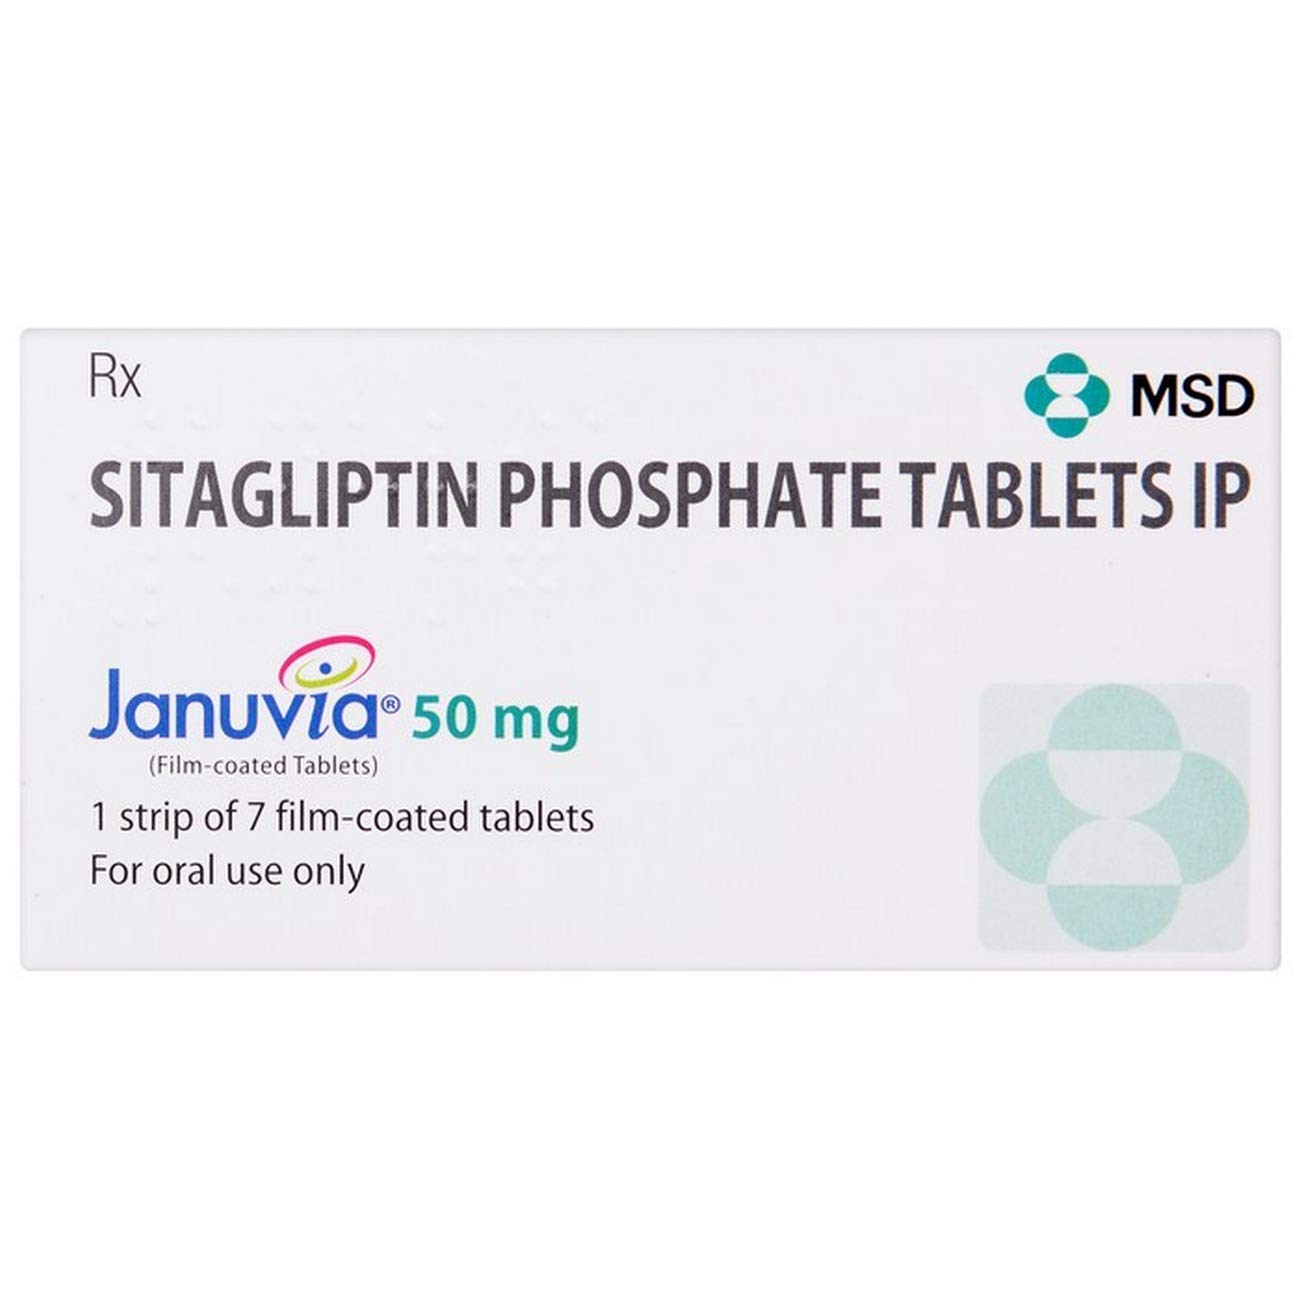 Rx
MSD
SITAGLIPTIN PHOSPHATE TABLETS IP
Januvia® 50 mg
(Film-coated Tablets)
1 strip of 7 film-coated tablets
For oral use only